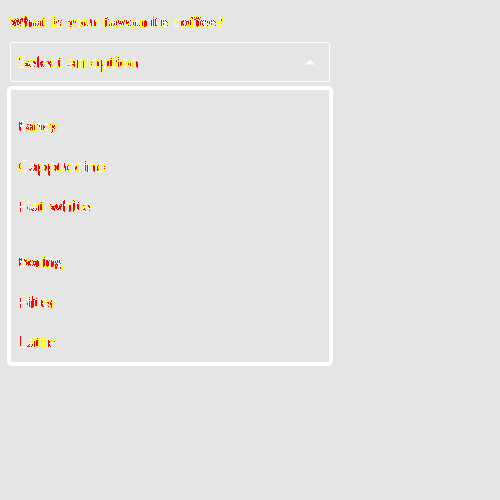 What is your favourite coffee?
Select an option
Fancy
Cappuccino
Flat white
Boring
Filter
Latte